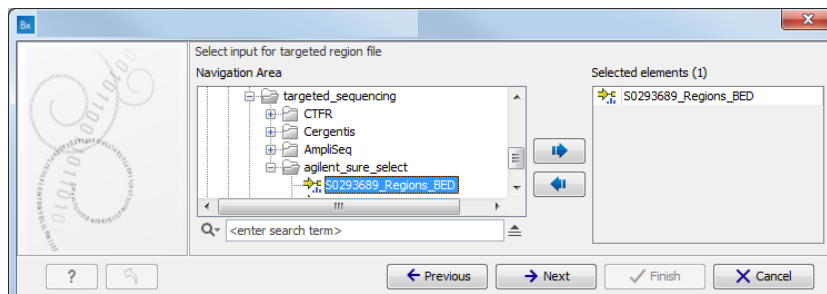 Bx
Select input for targeted region file
Navigation Area
targeted_sequencing
CTFR
Cergentis
AmpliSeq
agilent_sure_select
S0293689_Regions_BED
<enter search term>
Selected elements (1)
S0293689_Regions_BED
?
Previous
Next
Finish
Cancel